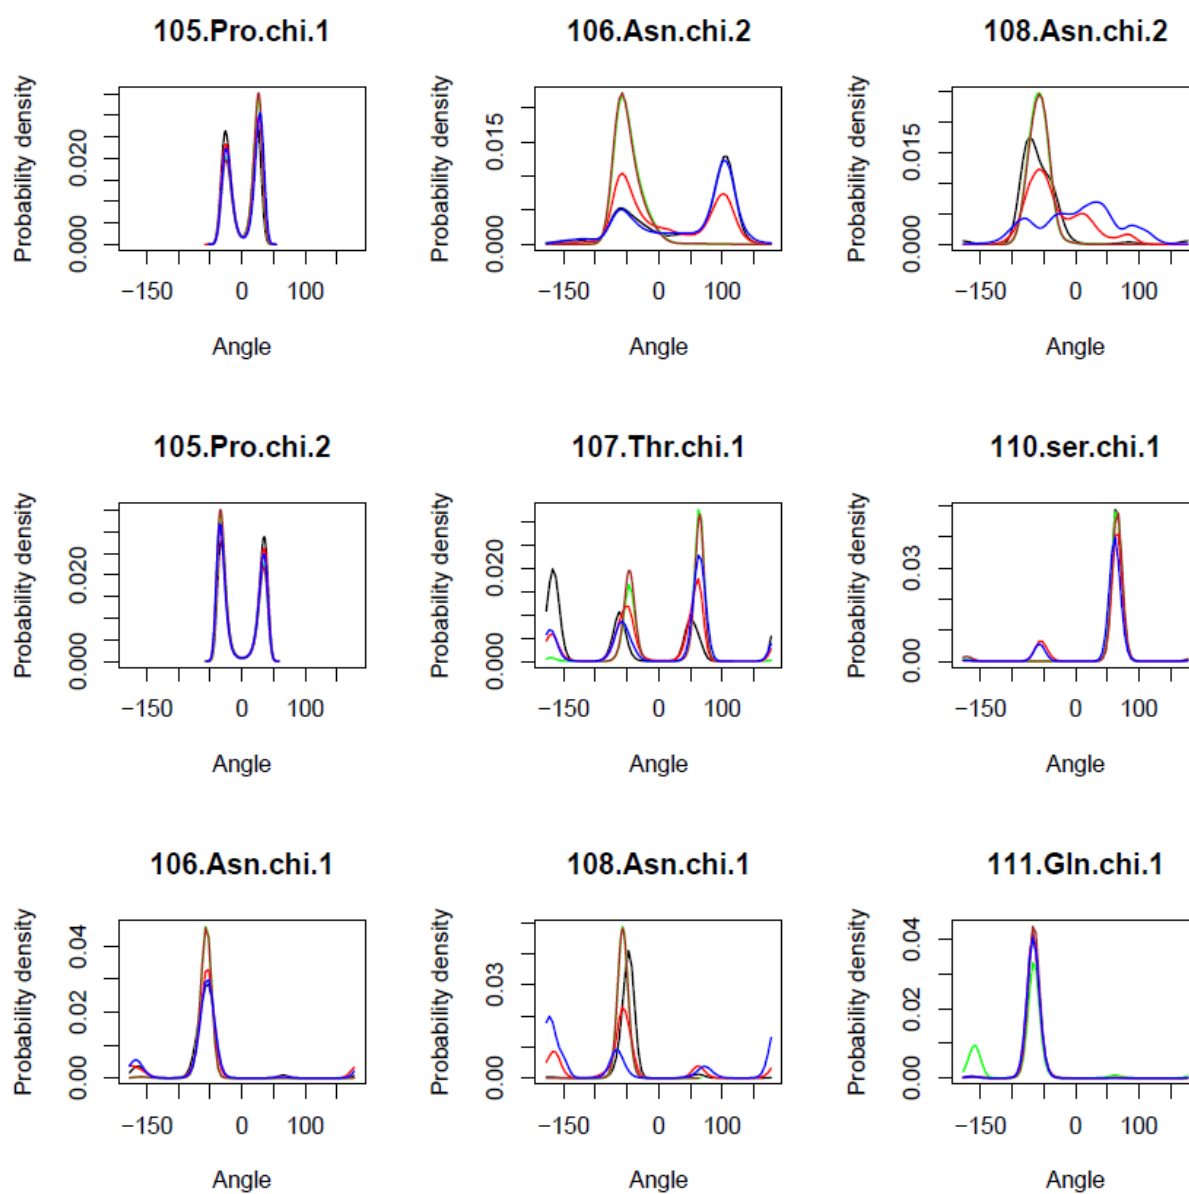 105.Pro.chi.1
Probability density
0.000 0.020
−150 0 100
Angle
106.Asn.chi.2
Probability density
0.000 0.015
−150 0 100
Angle
108.Asn.chi.2
Probability density
0.000 0.015
−150 0 100
Angle
105.Pro.chi.2
Probability density
0.000 0.020
−150 0 100
Angle
107.Thr.chi.1
Probability density
0.000 0.020
−150 0 100
Angle
110.ser.chi.1
Probability density
0.00 0.03
−150 0 100
Angle
106.Asn.chi.1
Probability density
0.00 0.02 0.04
−150 0 100
Angle
108.Asn.chi.1
Probability density
0.00 0.03
−150 0 100
Angle
111.Gln.chi.1
Probability density
0.00 0.02 0.04
−150 0 100
Angle